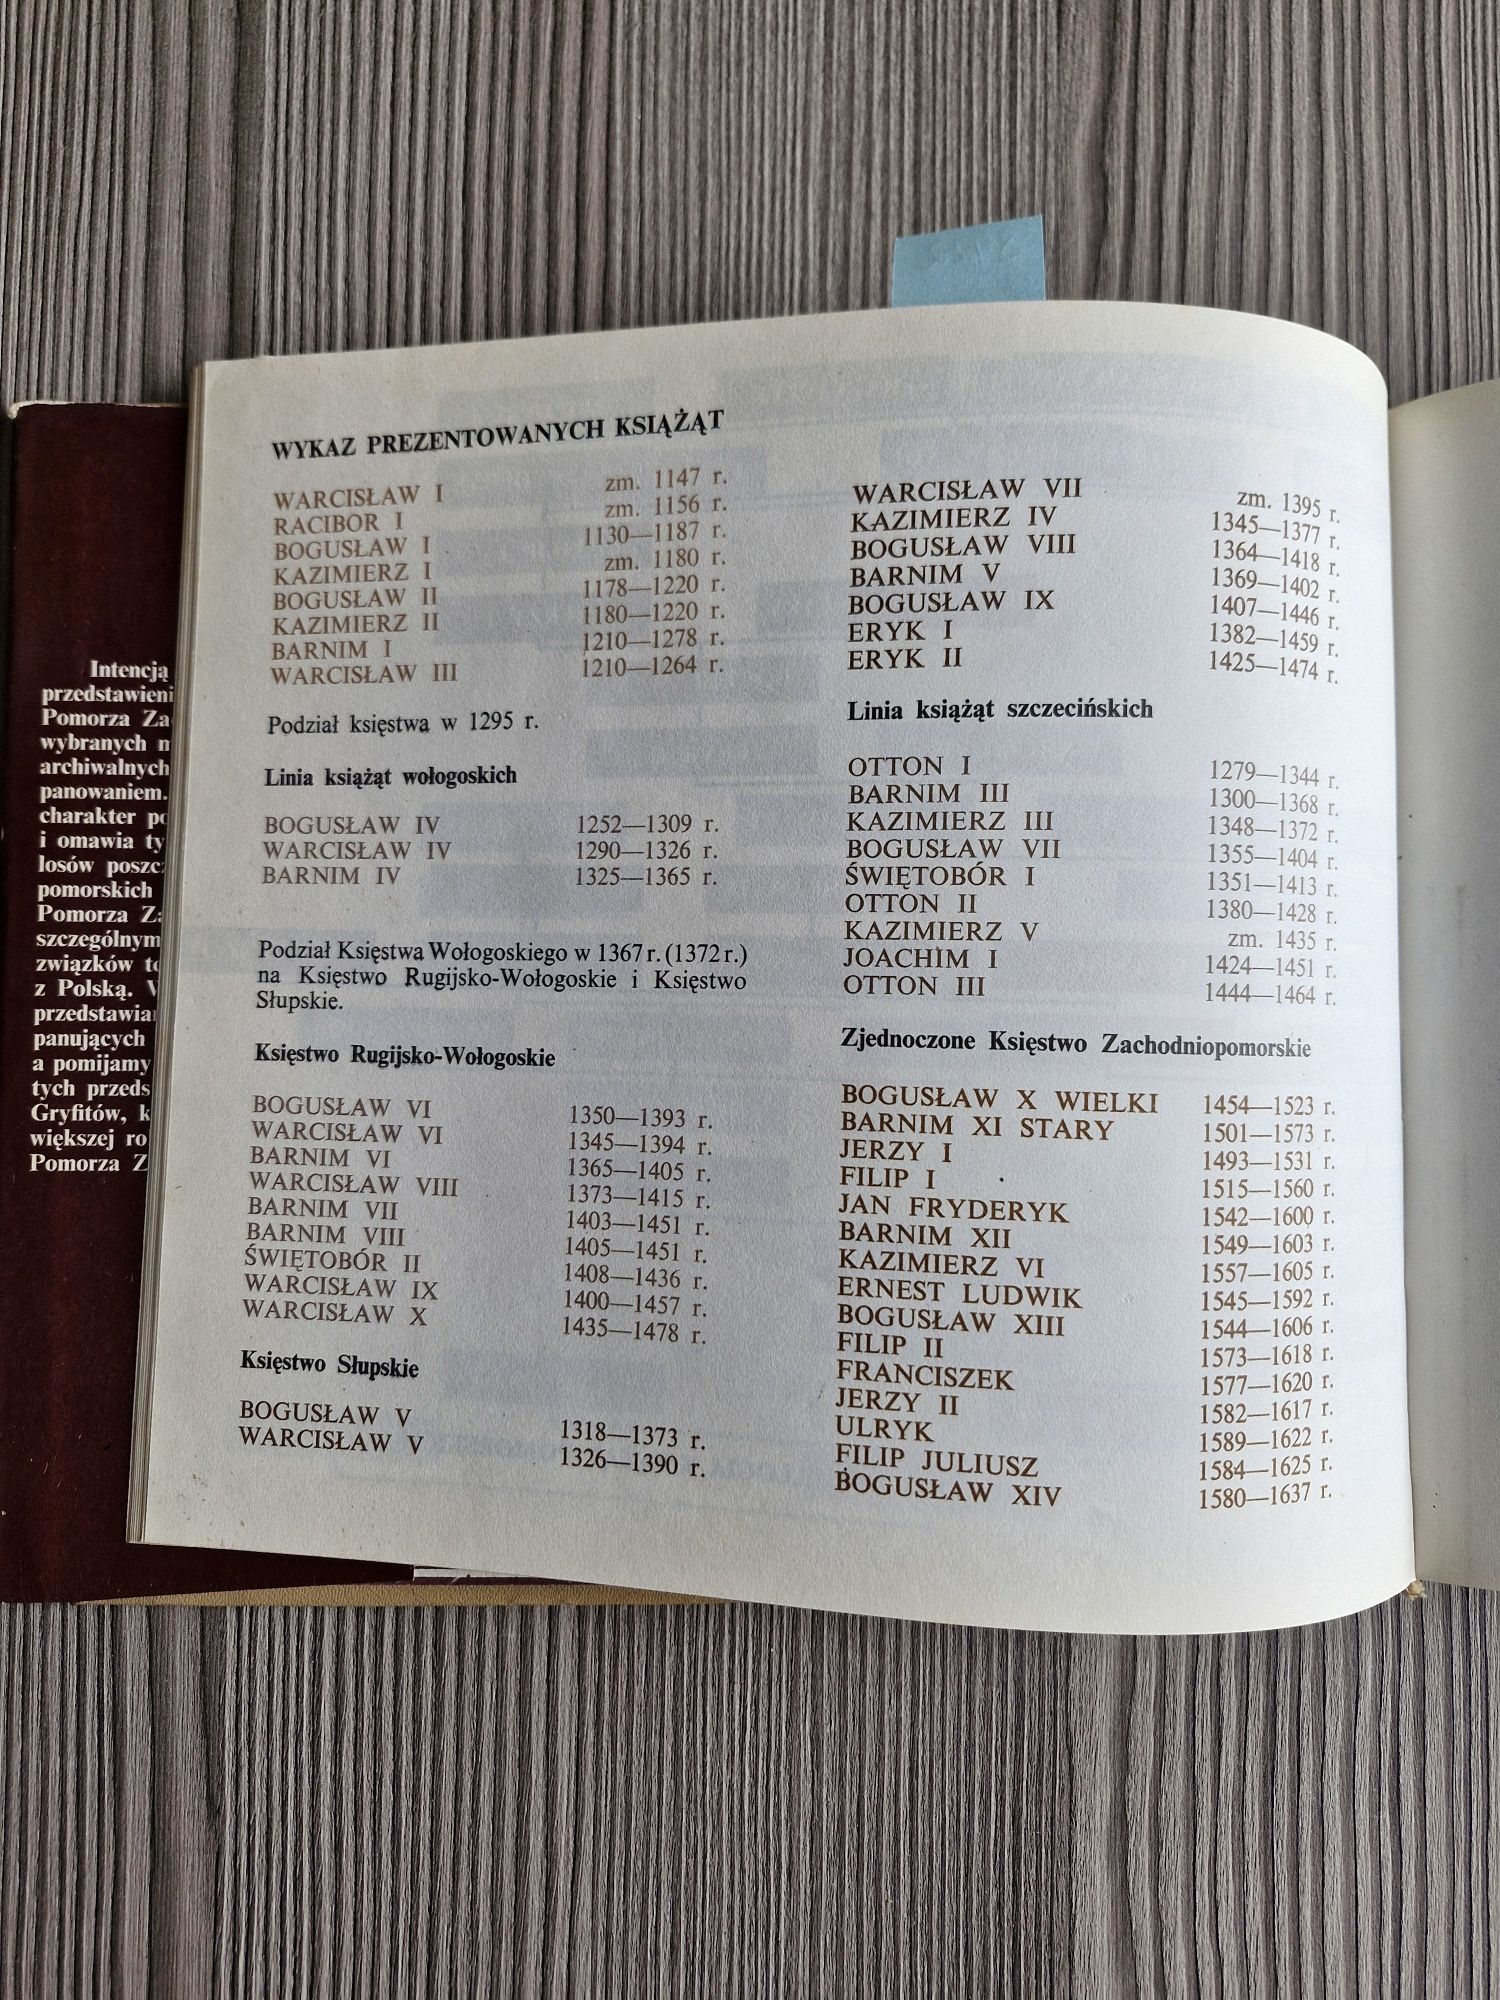 WYKAZ PREZENTOWANYCH KSIĄŻĄT
WARCISŁAW I zm. 1147 r.
RACIBOR I zm. 1156 r.
BOGUSŁAW I 1130—1187 r.
KAZIMIERZ I zm. 1180 r.
BOGUSŁAW II 1178—1220 r.
KAZIMIERZ II 1180—1220 r.
BARNIM I 1210—1278 r.
WARCISŁAW III 1210—1264 r.
Podział księstwa w 1295 r.
Linia książąt wołogoskich
BOGUSŁAW IV 1252—1309 r.
WARCISŁAW IV 1290—1326 r.
BARNIM IV 1325—1365 r.
Podział Księstwa Wołogoskiego w 1367 r. (1372 r.)
na Księstwo Rugijsko-Wołogoskie i Księstwo
Słupskie.
Księstwo Rugijsko-Wołogoskie
BOGUSŁAW VI 1350—1393 r.
WARCISŁAW VI 1345—1394 r.
BARNIM VI 1365—1405 r.
WARCISŁAW VIII 1373—1415 r.
BARNIM VII 1403—1451 r.
BARNIM VIII 1405—1451 r.
ŚWIĘTOBÓR II 1408—1436 r.
WARCISŁAW IX 1400—1457 r.
WARCISŁAW X 1435—1478 r.
Księstwo Słupskie
BOGUSŁAW V 1318—1373 r.
WARCISŁAW V 1326—1390 r.
WARCISŁAW VII zm. 1395 r.
KAZIMIERZ IV 1345—1377 r.
BOGUSŁAW VIII 1364—1418 r.
BARNIM V 1369—1402 r.
BOGUSŁAW IX 1407—1446 r.
ERYK I 1382—1459 r.
ERYK II 1425—1474 r.
Linia książąt szczecińskich
OTTON I 1279—1344 r.
BARNIM III 1300—1368 r.
KAZIMIERZ III 1348—1372 r.
BOGUSŁAW VII 1355—1404 r.
ŚWIĘTOBÓR I 1351—1413 r.
OTTON II 1380—1428 r.
KAZIMIERZ V zm. 1435 r.
JOACHIM I 1424—1451 r.
OTTON III 1444—1464 r.
Zjednoczone Księstwo Zachodniopomorskie
BOGUSŁAW X WIELKI 1454—1523 r.
BARNIM XI STARY 1501—1573 r.
JERZY I 1493—1531 r.
FILIP I 1515—1560 r.
JAN FRYDERYK 1542—1600 r.
BARNIM XII 1549—1603 r.
KAZIMIERZ VI 1557—1605 r.
ERNEST LUDWIK 1545—1592 r.
BOGUSŁAW XIII 1544—1606 r.
FILIP II 1573—1618 r.
FRANCISZEK 1577—1620 r.
JERZY II 1582—1617 r.
ULRYK 1589—1622 r.
FILIP JULIUSZ 1584—1625 r.
BOGUSŁAW XIV 1580—1637 r.
Intencją
przedstawieni
Pomorza Za
wybranych
archiwalnych
panowaniem.
charakter
i omawia ty
losów poszc
pomorskich
Pomorza Za
szczególnym
związków
z Polską.
przedstawia
panujących
a pomijamy
tych przeds
Gryfitów, k
większej ro
Pomorza Z